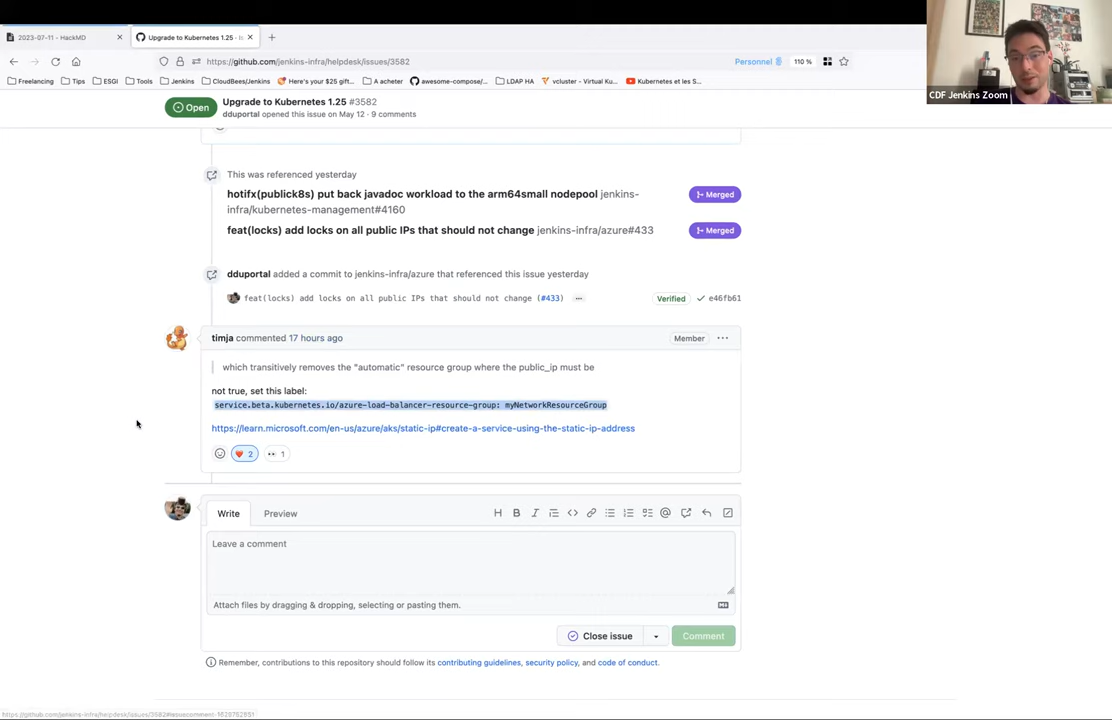 2023-07-11 - HackMD
Upgrade to Kubernetes 1.25 - Is
https://github.com/jenkins-infra/helpdesk/issues/3582
Personnel
110 %
Freelancing
Tips
ESGI
Tools
Jenkins
CloudBees/Jenkins
Here's your $25 gift...
A acheter
awesome-compose/...
LDAP HA
vcluster - Virtual Ku...
Kubernetes et les S...
CDF Jenkins Zoom
Open
Upgrade to Kubernetes 1.25 #3582
dduportal opened this issue on May 12 · 9 comments
This was referenced yesterday
hotifx(publick8s) put back javadoc workload to the arm64small nodepool jenkins-
infra/kubernetes-management#4160
Merged
feat(locks) add locks on all public IPs that should not change jenkins-infra/azure#433
Merged
dduportal added a commit to jenkins-infra/azure that referenced this issue yesterday
feat(locks) add locks on all public IPs that should not change (#433) ...
Verified
e46fb61
timja commented 17 hours ago
Member
which transitively removes the "automatic" resource group where the public_ip must be
not true, set this label:
service.beta.kubernetes.io/azure-load-balancer-resource-group: myNetworkResourceGroup
https://learn.microsoft.com/en-us/azure/aks/static-ip#create-a-service-using-the-static-ip-address
2
1
Write
Preview
Leave a comment
Attach files by dragging & dropping, selecting or pasting them.
Close issue
Comment
Remember, contributions to this repository should follow its contributing guidelines, security policy, and code of conduct.